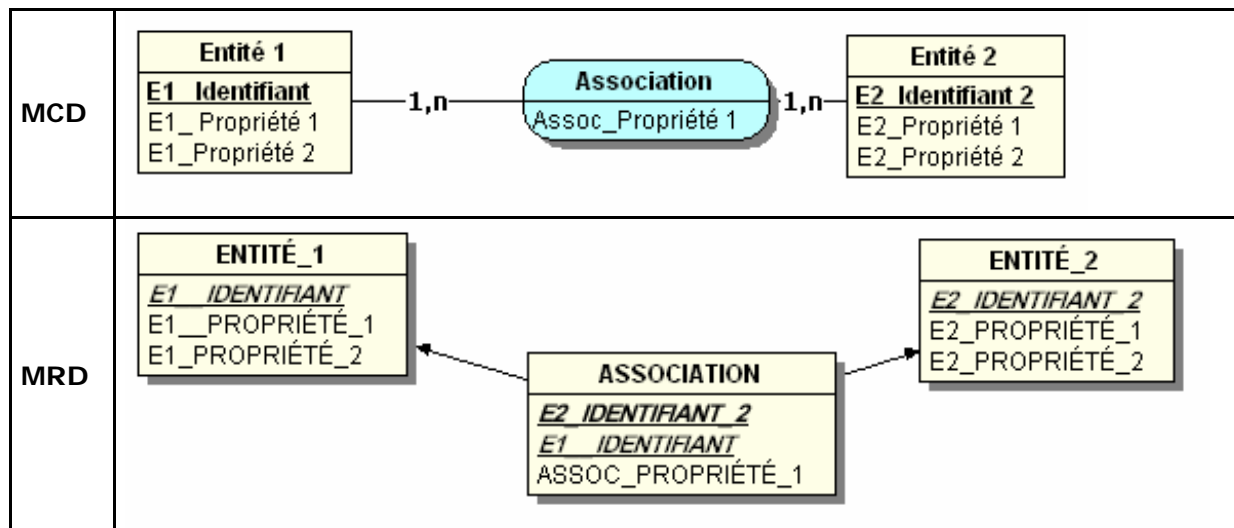 MCD
Entité 1
E1_Identifiant
E1_ Propriété 1
E1_Propriété 2
1,n
Association
Assoc_Propriété 1
1,n
Entité 2
E2_Identifiant 2
E2_Propriété 1
E2_Propriété 2
MRD
ENTITÉ_1
E1__IDENTIFIANT
E1__PROPRIÉTÉ_1
E1_PROPRIÉTÉ_2
ASSOCIATION
E2_IDENTIFIANT_2
E1__IDENTIFIANT
ASSOC_PROPRIÉTÉ_1
ENTITÉ_2
E2_IDENTIFIANT_2
E2_PROPRIÉTÉ_1
E2_PROPRIÉTÉ_2